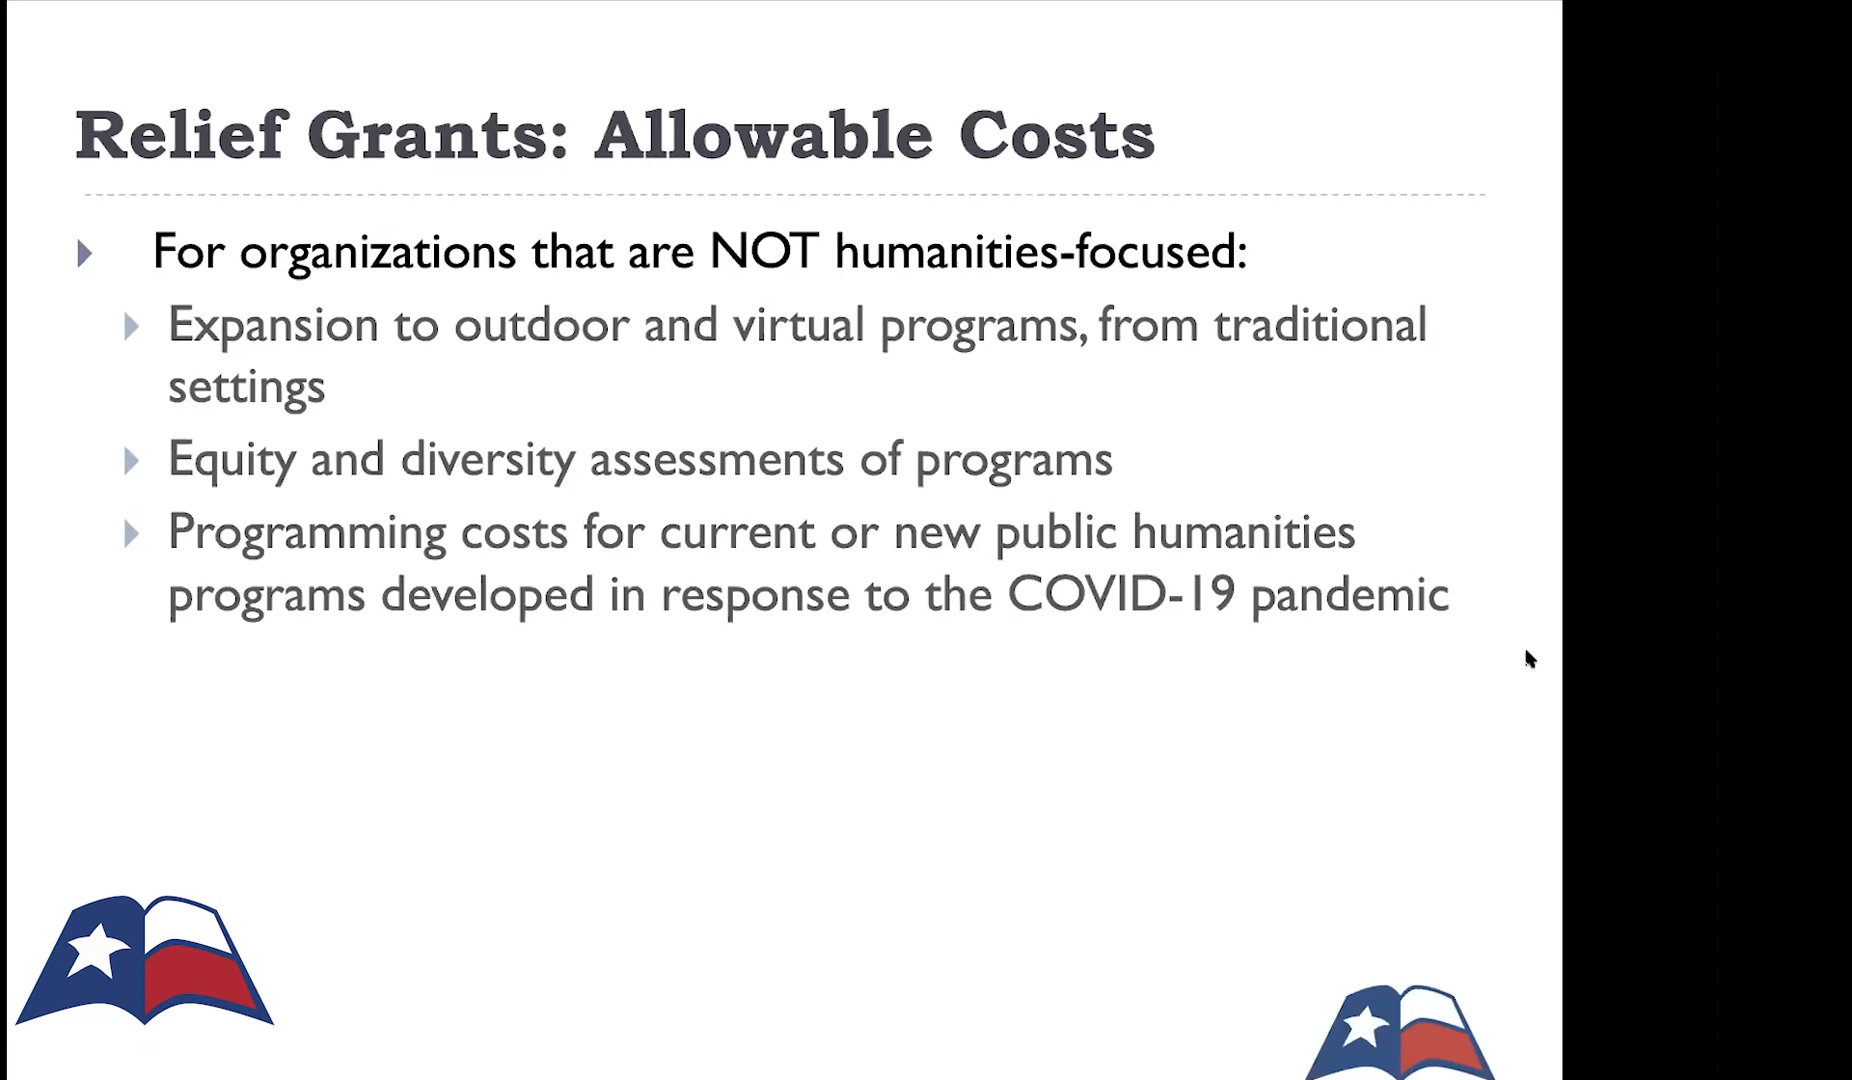 Relief Grants: Allowable Costs
For organizations that are NOT humanities-focused:
Expansion to outdoor and virtual programs, from traditional
settings
Equity and diversity assessments of programs
Programming costs for current or new public humanities
programs developed in response to the COVID-19 pandemic